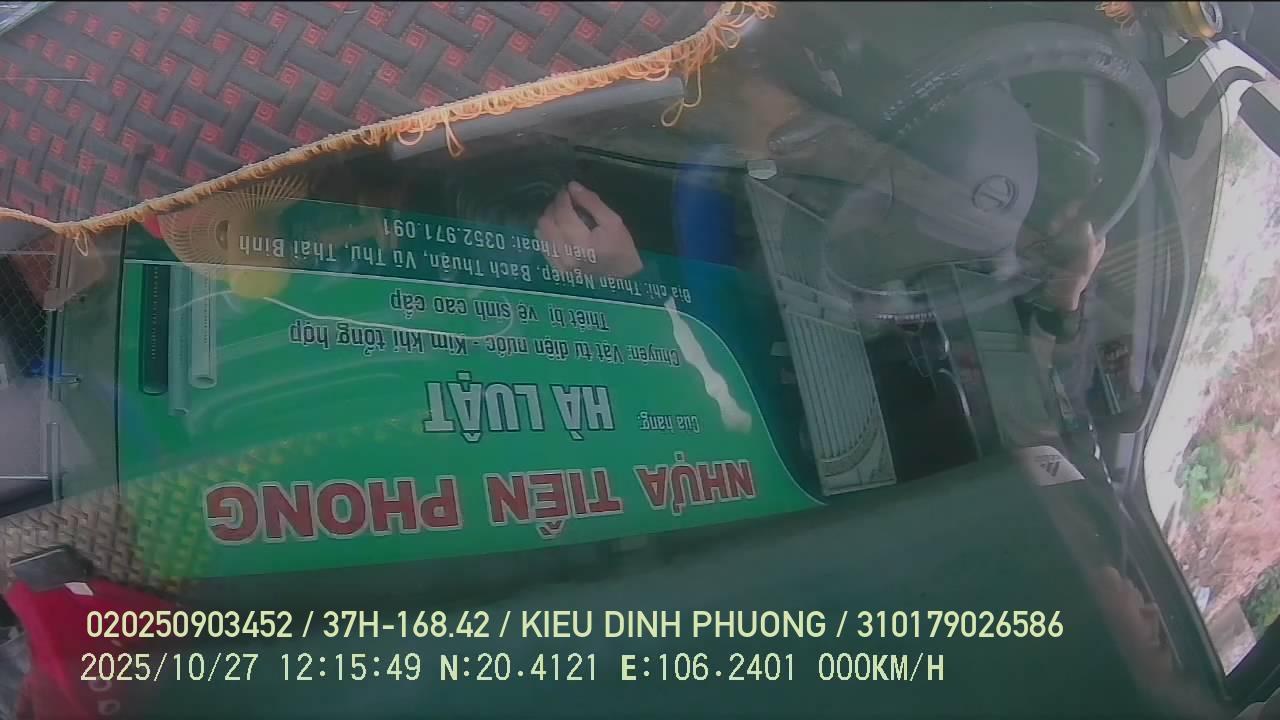 NHỰA TIỀN PHONG
Cửa hàng: HÀ LUẬT
Chuyên: Vật tư điện nước - Kim khí tổng hợp
Thiết bị vệ sinh cao cấp
Địa chỉ: Thuận Nghiệp, Bách Thuận, Vũ Thư, Thái Bình
Điện Thoại: 0352.971.091
020250903452 / 37H-168.42 / KIEU DINH PHUONG / 310179026586
2025/10/27 12:15:49 N:20.4121 E:106.2401 000KM/H